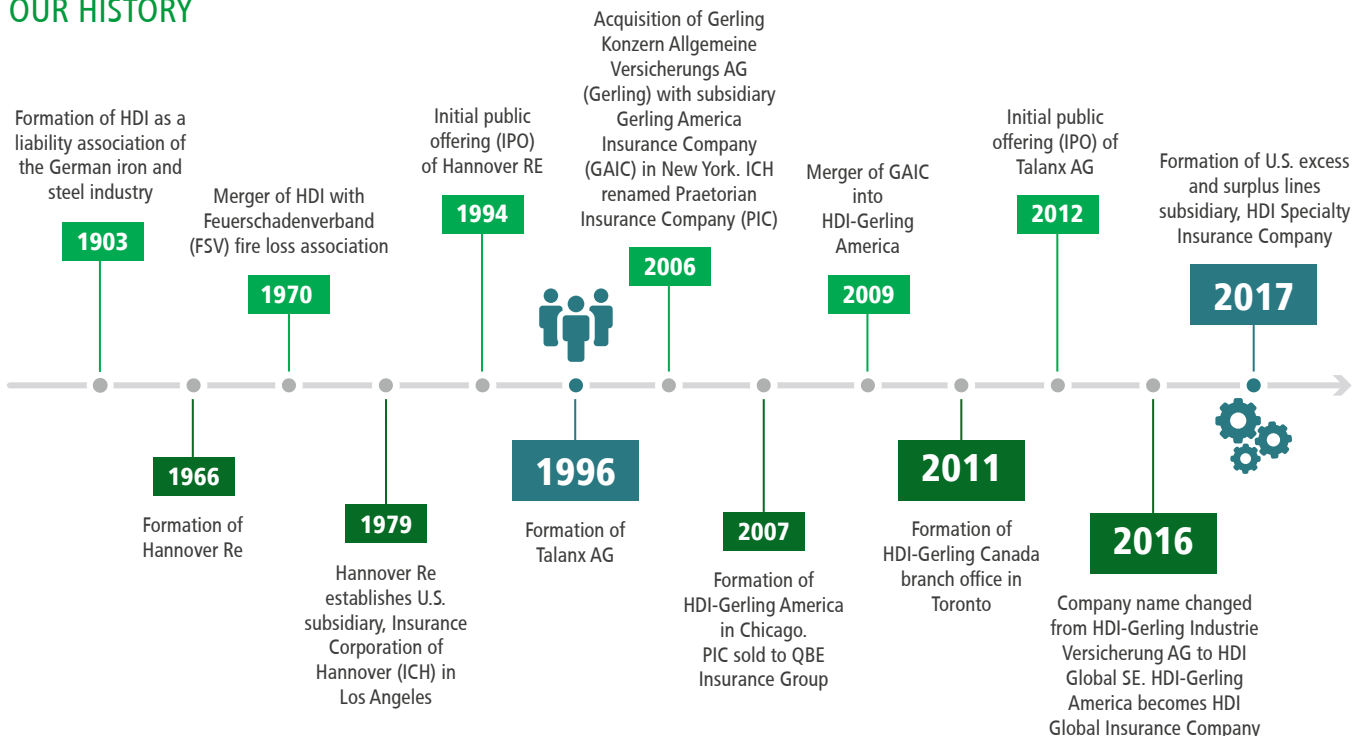 OUR HISTORY
Formation of HDI as a
liability association of
the German iron and
steel industry
1903
Formation of
Hannover Re
1966
Merger of HDI with
Feuerschadenverband
(FSV) fire loss association
1970
1979
Hannover Re
establishes U.S.
subsidiary, Insurance
Corporation of
Hannover (ICH) in
Los Angeles
Initial public
offering (IPO)
of Hannover RE
1994
1996
Formation of
Talanx AG
Acquisition of Gerling
Konzern Allgemeine
Versicherungs AG
(Gerling) with subsidiary
Gerling America
Insurance Company
(GAIC) in New York. ICH
renamed Praetorian
Insurance Company (PIC)
2006
2007
Formation of
HDI-Gerling America
in Chicago.
PIC sold to QBE
Insurance Group
Merger of GAIC
into
HDI-Gerling
America
2009
2011
Formation of
HDI-Gerling Canada
branch office in
Toronto
Initial public
offering (IPO) of
Talanx AG
2012
2016
Company name changed
from HDI-Gerling Industrie
Versicherung AG to HDI
Global SE. HDI-Gerling
America becomes HDI
Global Insurance Company
Formation of U.S. excess
and surplus lines
subsidiary, HDI Specialty
Insurance Company
2017